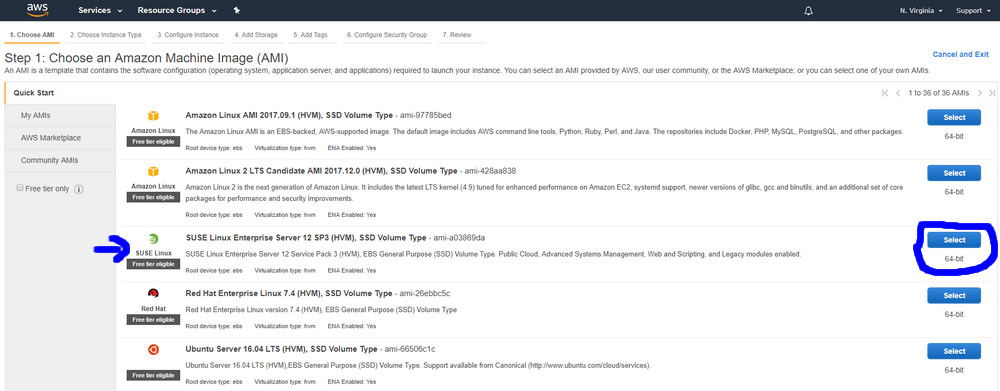 aws Services Resource Groups N. Virginia Support
1. Choose AMI 2. Choose Instance Type 3. Configure Instance 4. Add Storage 5. Add Tags 6. Configure Security Group 7. Review
Step 1: Choose an Amazon Machine Image (AMI)
Cancel and Exit
An AMI is a template that contains the software configuration (operating system, application server, and applications) required to launch your instance. You can select an AMI provided by AWS, our user community, or the AWS Marketplace; or you can select one of your own AMIs.
Quick Start
My AMIs
AWS Marketplace
Community AMIs
Free tier only
1 to 36 of 36 AMIs
Amazon Linux
Free tier eligible
Amazon Linux AMI 2017.09.1 (HVM), SSD Volume Type - ami-97785bed
The Amazon Linux AMI is an EBS-backed, AWS-supported image. The default image includes AWS command line tools, Python, Ruby, Perl, and Java. The repositories include Docker, PHP, MySQL, PostgreSQL, and other packages.
Root device type: ebs Virtualization type: hvm ENA Enabled: Yes
Select
64-bit
Amazon Linux
Free tier eligible
Amazon Linux 2 LTS Candidate AMI 2017.12.0 (HVM), SSD Volume Type - ami-428aa838
Amazon Linux 2 is the next generation of Amazon Linux. It includes the latest LTS kernel (4.9) tuned for enhanced performance on Amazon EC2, systemd support, newer versions of glibc, gcc and binutils, and an additional set of core
packages for performance and security improvements.
Root device type: ebs Virtualization type: hvm ENA Enabled: Yes
Select
64-bit
SUSE Linux
Free tier eligible
SUSE Linux Enterprise Server 12 SP3 (HVM), SSD Volume Type - ami-a03869da
SUSE Linux Enterprise Server 12 Service Pack 3 (HVM), EBS General Purpose (SSD) Volume Type. Public Cloud, Advanced Systems Management, Web and Scripting, and Legacy modules enabled.
Root device type: ebs Virtualization type: hvm ENA Enabled: Yes
Select
64-bit
Red Hat
Free tier eligible
Red Hat Enterprise Linux 7.4 (HVM), SSD Volume Type - ami-26ebbc5c
Red Hat Enterprise Linux version 7.4 (HVM), EBS General Purpose (SSD) Volume Type
Root device type: ebs Virtualization type: hvm ENA Enabled: Yes
Select
64-bit
Free tier eligible
Ubuntu Server 16.04 LTS (HVM), SSD Volume Type - ami-66506c1c
Ubuntu Server 16.04 LTS (HVM),EBS General Purpose (SSD) Volume Type. Support available from Canonical (http://www.ubuntu.com/cloud/services).
Root device type: ebs Virtualization type: hvm ENA Enabled: Yes
Select
64-bit